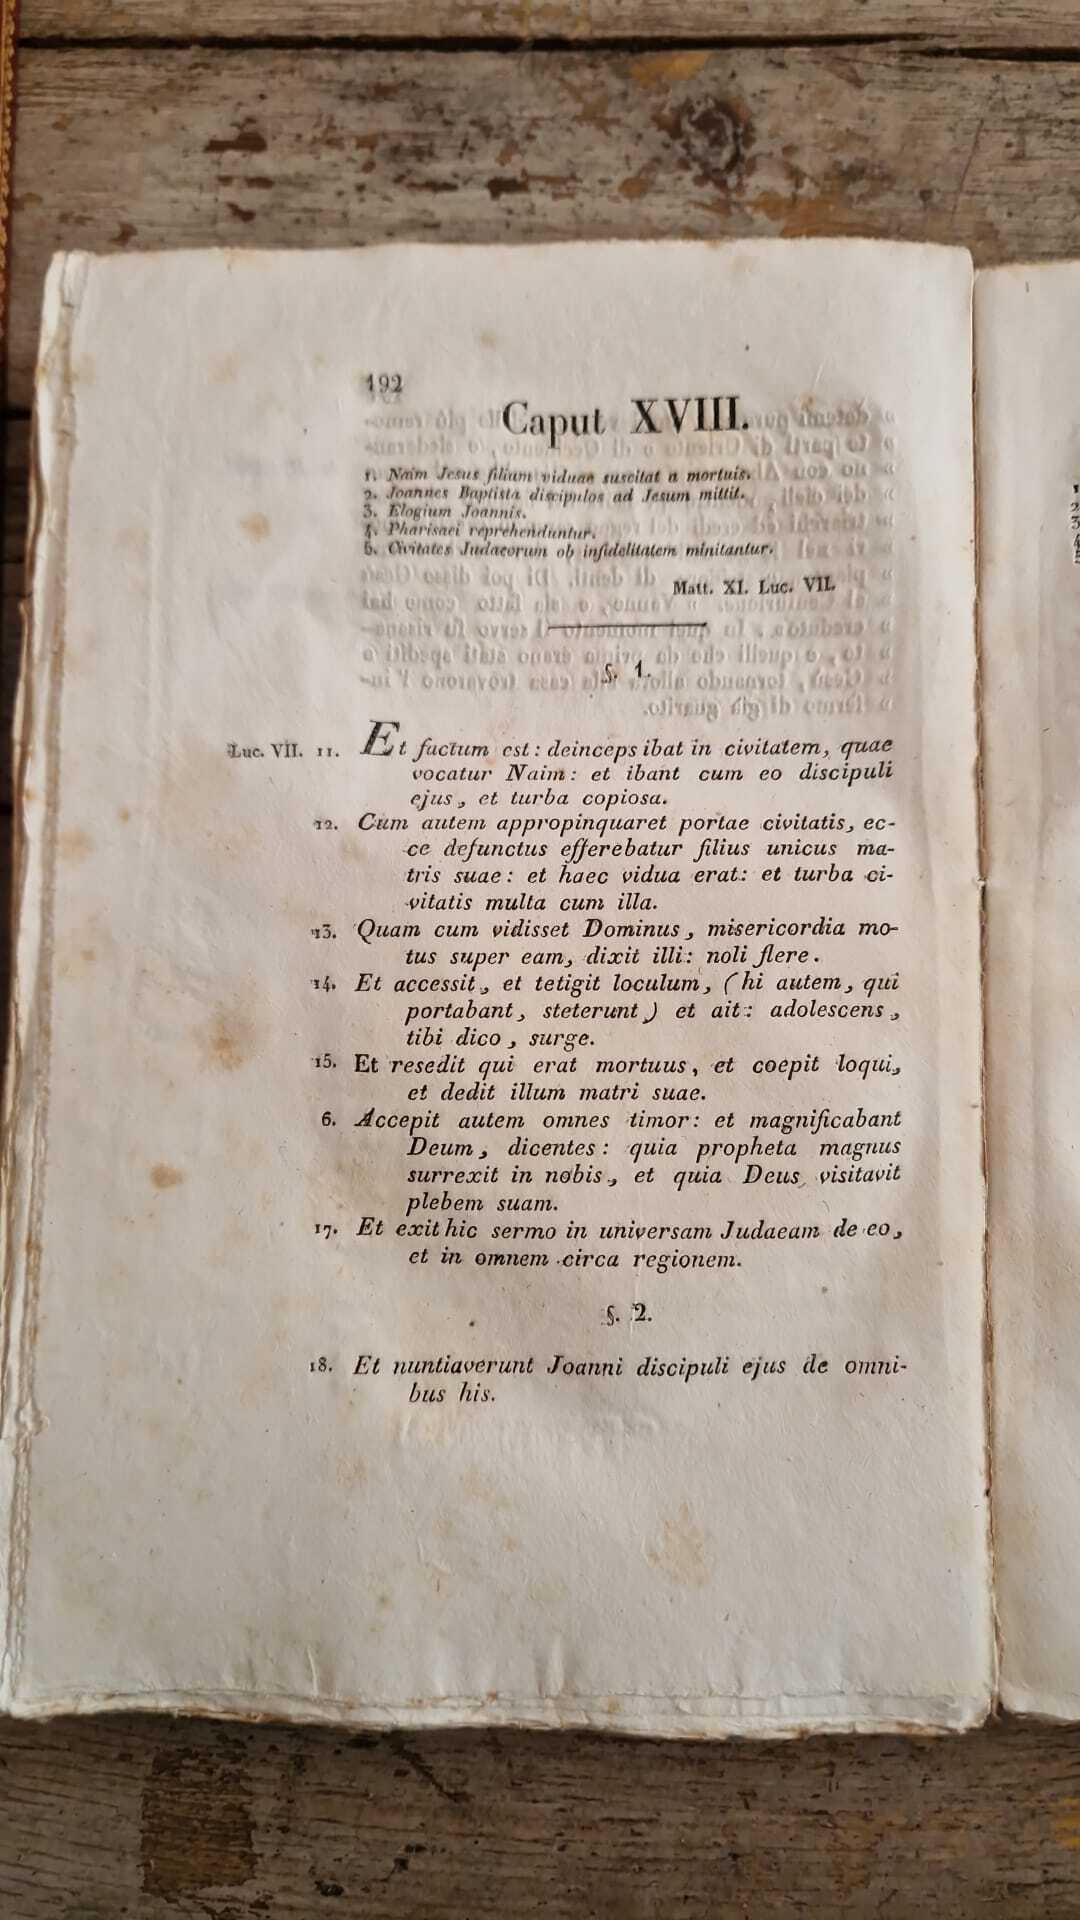 192
Caput XVIII.
1. Naim Jesus filium viduae suscitat a mortuis.
2. Joannes Baptista discipulos ad Jesum mittit.
3. Elogium Joannis.
4. Pharisaei reprehenduntur.
5. Civitates Judaeorum ob infidelitatem minitantur.
Matt. XI. Luc. VII.
§. 1.
Luc. VII. 11. Et factum est: deinceps ibat in civitatem, quae
vocatur Naim: et ibant cum eo discipuli
ejus, et turba copiosa.
12. Cum autem appropinquaret portae civitatis, ec-
ce defunctus efferebatur filius unicus ma-
tris suae: et haec vidua erat: et turba ci-
vitatis multa cum illa.
13. Quam cum vidisset Dominus, misericordia mo-
tus super eam, dixit illi: noli flere.
14. Et accessit, et tetigit loculum, (hi autem, qui
portabant, steterunt) et ait: adolescens,
tibi dico, surge.
15. Et resedit qui erat mortuus, et coepit loqui,
et dedit illum matri suae.
6. Accepit autem omnes timor: et magnificabant
Deum, dicentes: quia propheta magnus
surrexit in nobis, et quia Deus visitavit
plebem suam.
17. Et exit hic sermo in universam Judaeam de eo,
et in omnem circa regionem.
§. 2.
18. Et nuntiaverunt Joanni discipuli ejus de omni-
bus his.